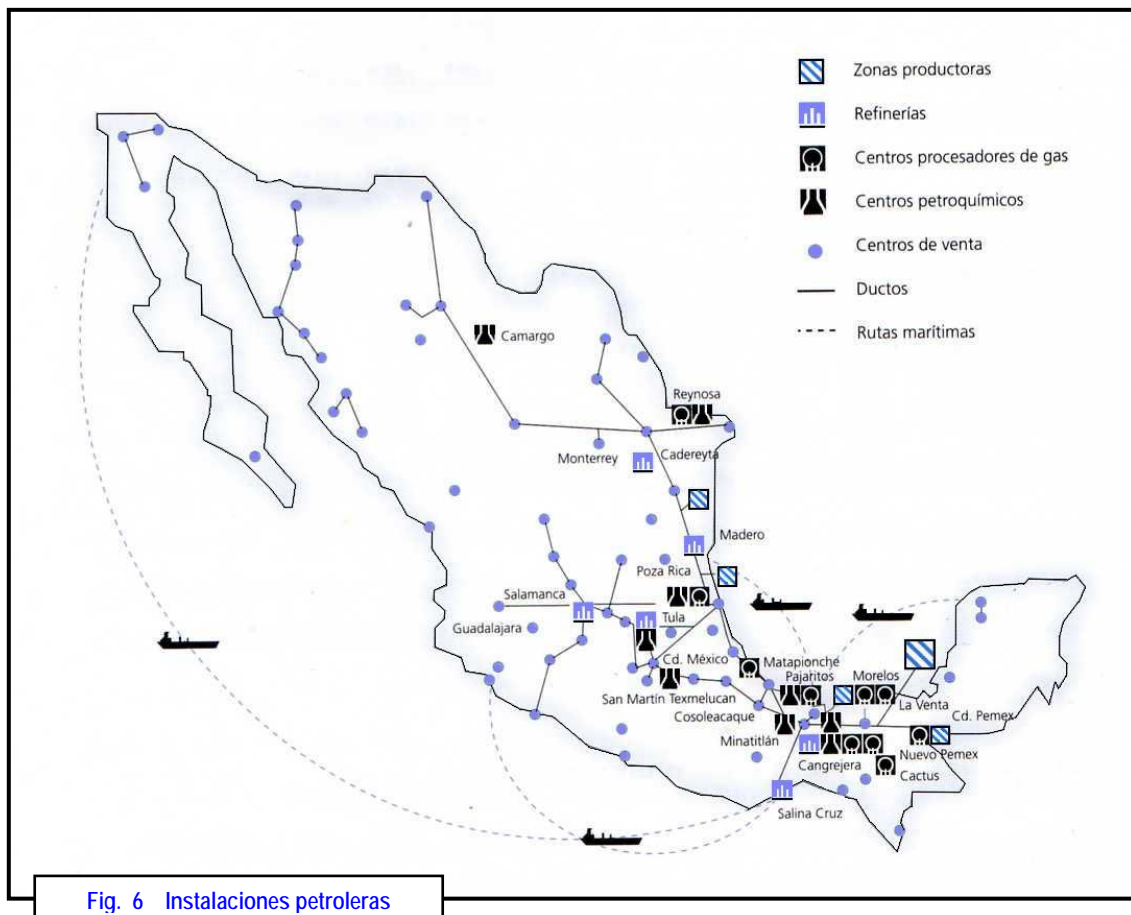 Zonas productoras
Refinerías
Centros procesadores de gas
Centros petroquímicos
Centros de venta
Ductos
Rutas marítimas
Camargo
Reynosa
Monterrey
Cadereyta
Madero
Poza Rica
Salamanca
Tula
Guadalajara
Cd. México
Matapionche
San Martín Texmelucan
Pajaritos
Morelos
La Venta
Cosoleacaque
Cd. Pemex
Minatitlán
Nuevo Pemex
Cangrejera
Cactus
Salina Cruz
Fig. 6 Instalaciones petroleras